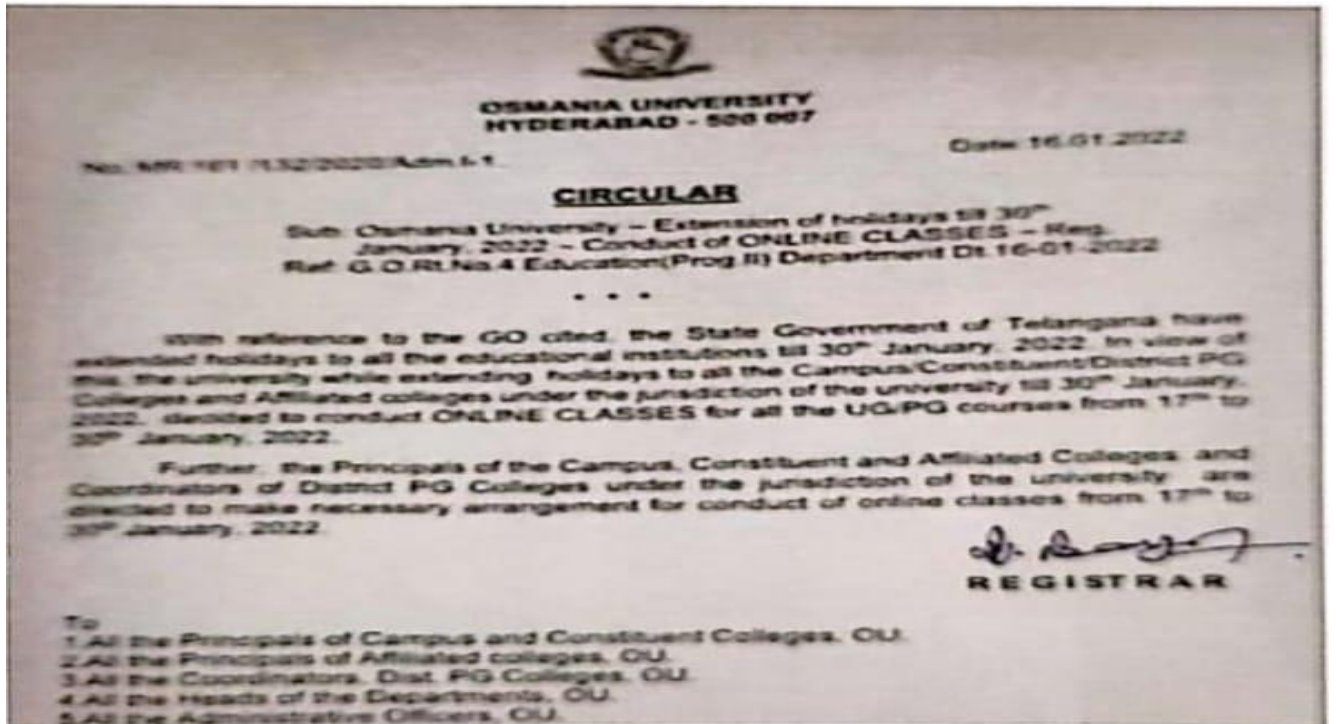 OSMANIA UNIVERSITY
HYDERABAD - 500 007
Date:16.01.2022
CIRCULAR
Sub: Osmania University – Extension of holidays till 30th
January, 2022 – Conduct of ONLINE CLASSES – Reg.
Ref: G.O.Rt.No.4 Education(Prog.II) Department Dt.16-01-2022
With reference to the GO cited, the State Government of Telangana have
extended holidays to all the educational institutions till 30th January, 2022. In view of
this, the university while extending holidays to all the Campus/Constituent/District PG
Colleges and Affiliated colleges under the jurisdiction of the university till 30th January,
2022, decided to conduct ONLINE CLASSES for all the UG/PG courses from 17th to
30th January, 2022.
Further, the Principals of the Campus, Constituent and Affiliated Colleges and
Coordinators of District PG Colleges under the jurisdiction of the university are
directed to make necessary arrangement for conduct of online classes from 17th to
30th January, 2022.
REGISTRAR
To
1.All the Principals of Campus and Constituent Colleges, OU.
2.All the Principals of Affiliated colleges, OU.
3.All the Coordinators, Dist. PG Colleges, OU.
4.All the Heads of the Departments, OU.
5.All the Administrative Officers, OU.